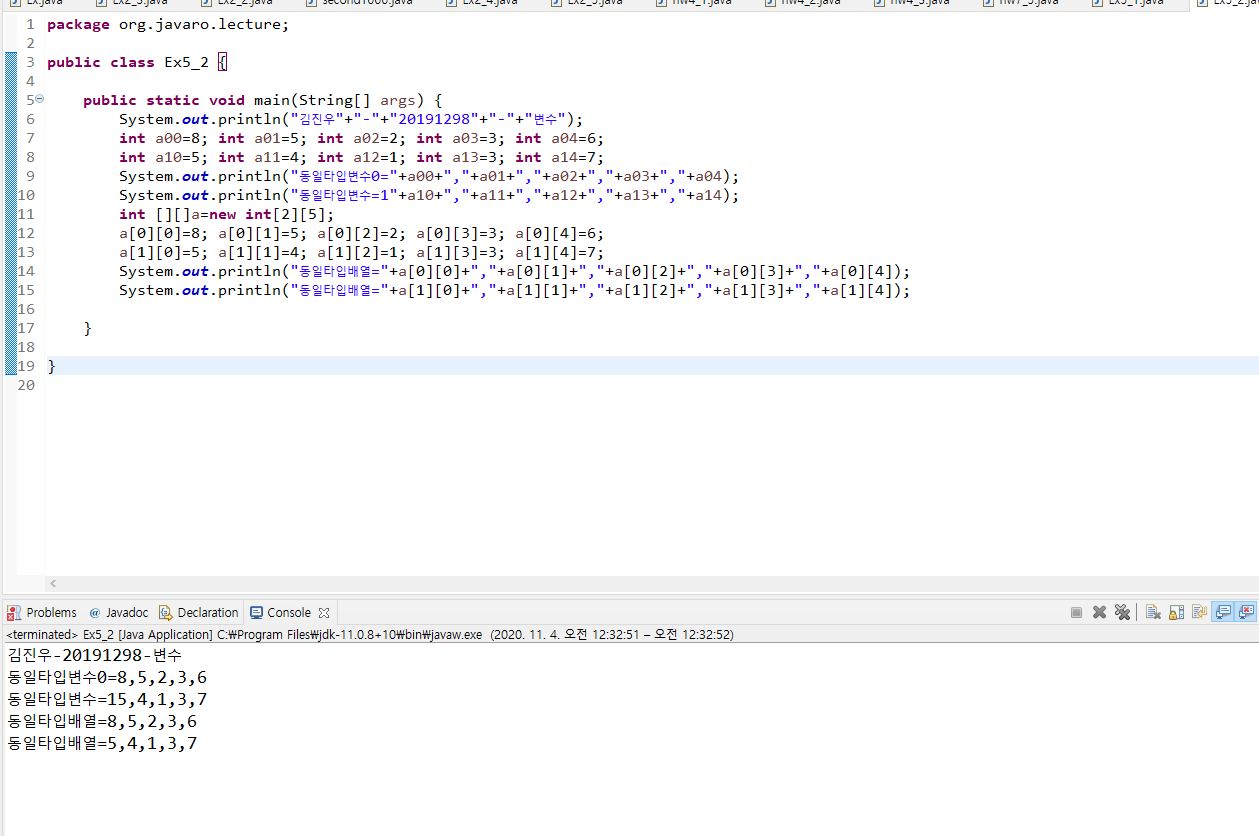 Ex.java Ex2_3.java Ex2_2.java second1000.java Ex2_4.java Ex2_5.java hw4_1.java hw4_2.java hw4_3.java hw7_5.java Ex5_1.java Ex5_2.jav
1 package org.javaro.lecture;
2
3 public class Ex5_2 {
4
5 public static void main(String[] args) {
6 System.out.println("김진우"+"-"+"20191298"+"-"+"변수");
7 int a00=8; int a01=5; int a02=2; int a03=3; int a04=6;
8 int a10=5; int a11=4; int a12=1; int a13=3; int a14=7;
9 System.out.println("동일타입변수0="+a00+","+a01+","+a02+","+a03+","+a04);
10 System.out.println("동일타입변수=1"+a10+","+a11+","+a12+","+a13+","+a14);
11 int [][]a=new int[2][5];
12 a[0][0]=8; a[0][1]=5; a[0][2]=2; a[0][3]=3; a[0][4]=6;
13 a[1][0]=5; a[1][1]=4; a[1][2]=1; a[1][3]=3; a[1][4]=7;
14 System.out.println("동일타입배열="+a[0][0]+","+a[0][1]+","+a[0][2]+","+a[0][3]+","+a[0][4]);
15 System.out.println("동일타입배열="+a[1][0]+","+a[1][1]+","+a[1][2]+","+a[1][3]+","+a[1][4]);
16
17 }
18
19 }
20
Problems @ Javadoc Declaration Console
<terminated> Ex5_2 [Java Application] C:₩Program Files₩jdk-11.0.8+10₩bin₩javaw.exe (2020. 11. 4. 오전 12:32:51 – 오전 12:32:52)
김진우-20191298-변수
동일타입변수0=8,5,2,3,6
동일타입변수=15,4,1,3,7
동일타입배열=8,5,2,3,6
동일타입배열=5,4,1,3,7